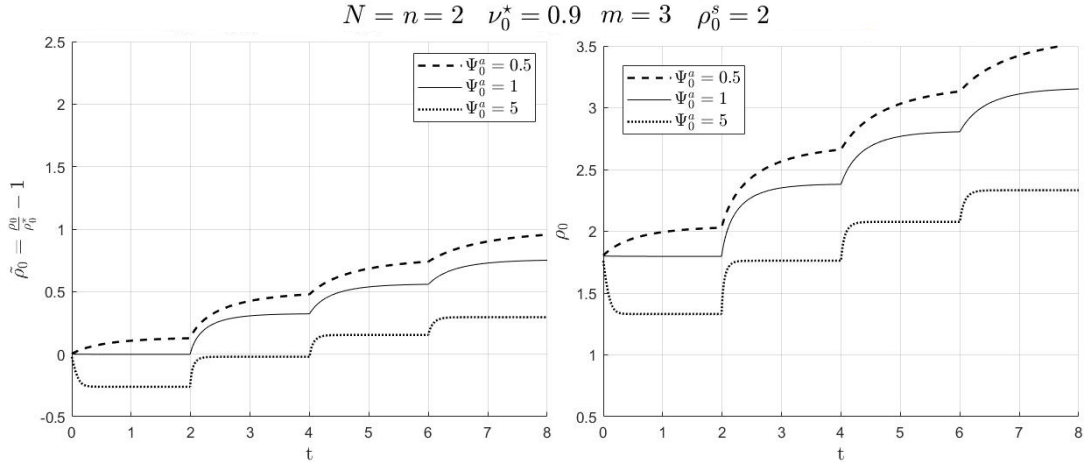 N = n = 2   ν₀* = 0.9   m = 3   ρ₀ˢ = 2
2.5
2
1.5
1
0.5
0
-0.5
0 1 2 3 4 5 6 7 8
t
ρ̃₀ = ρ₀/ρ₀* − 1
Ψ₀ᵃ = 0.5
Ψ₀ᵃ = 1
Ψ₀ᵃ = 5
3.5
3
2.5
2
1.5
1
0.5
0 1 2 3 4 5 6 7 8
t
ρ₀
Ψ₀ᵃ = 0.5
Ψ₀ᵃ = 1
Ψ₀ᵃ = 5